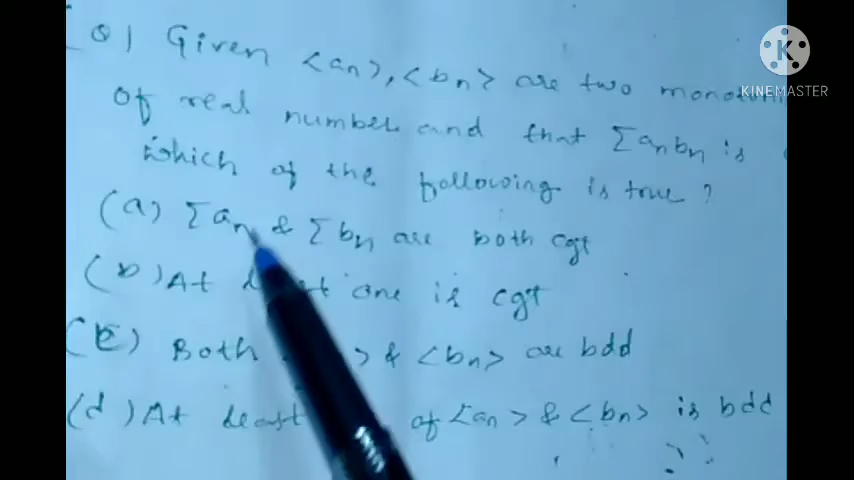 Q) Given <an>, <bn> are two
KINEMASTER
of real number and that Σanbn is
which of the following is true?
(a) Σan & Σbn are both cgt
(b) At one is cgt
(c) Both > & <bn> are bdd
(d) At least of <an> & <bn> is bdd